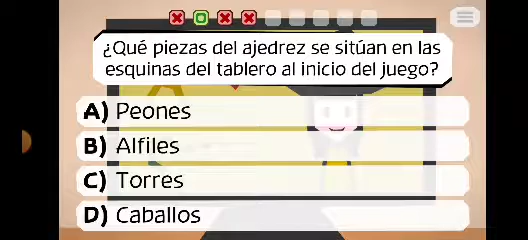 ¿Qué piezas del ajedrez se sitúan en las
esquinas del tablero al inicio del juego?
A) Peones
B) Alfiles
C) Torres
D) Caballos